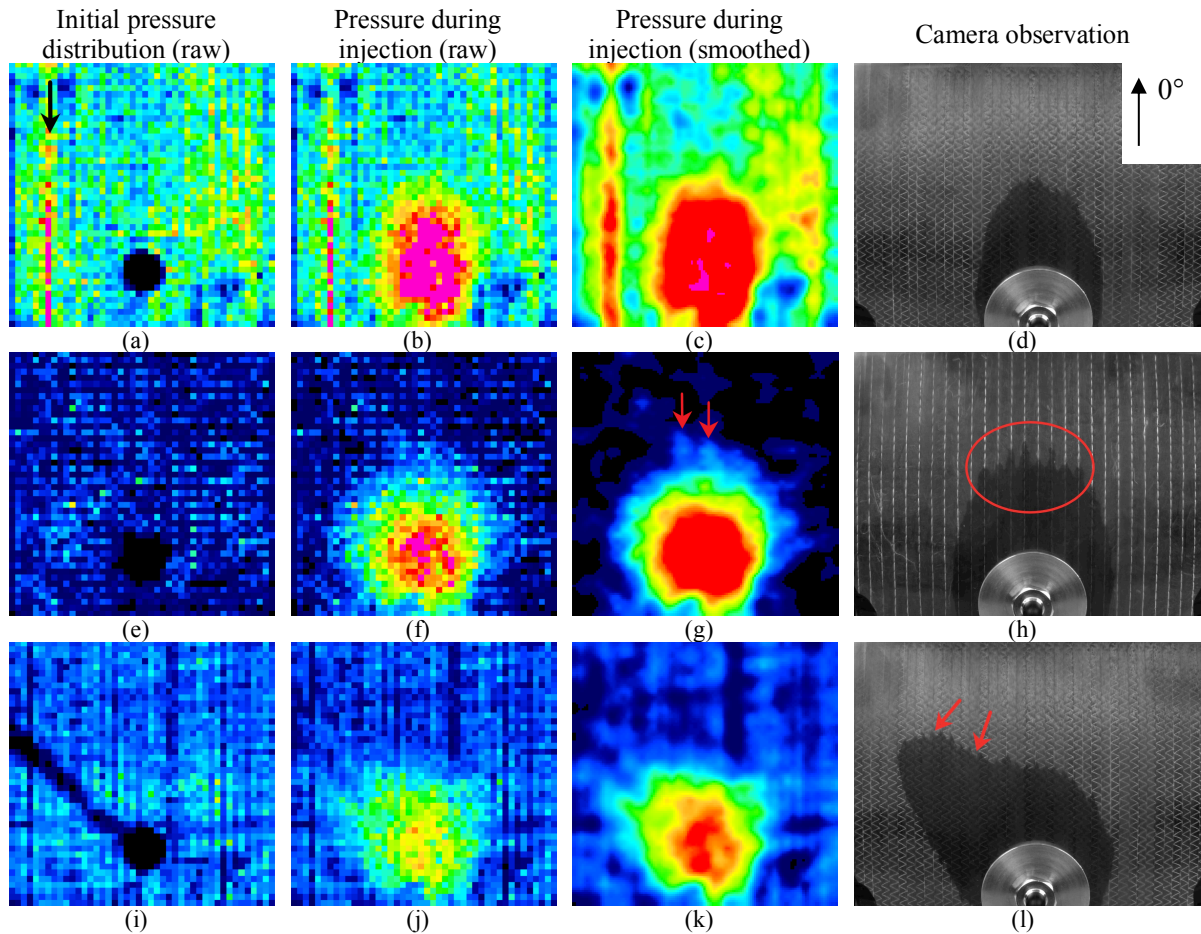 Initial pressure
distribution (raw)
Pressure during
injection (raw)
Pressure during
injection (smoothed)
Camera observation
0°
(a)
(b)
(c)
(d)
(e)
(f)
(g)
(h)
(i)
(j)
(k)
(l)